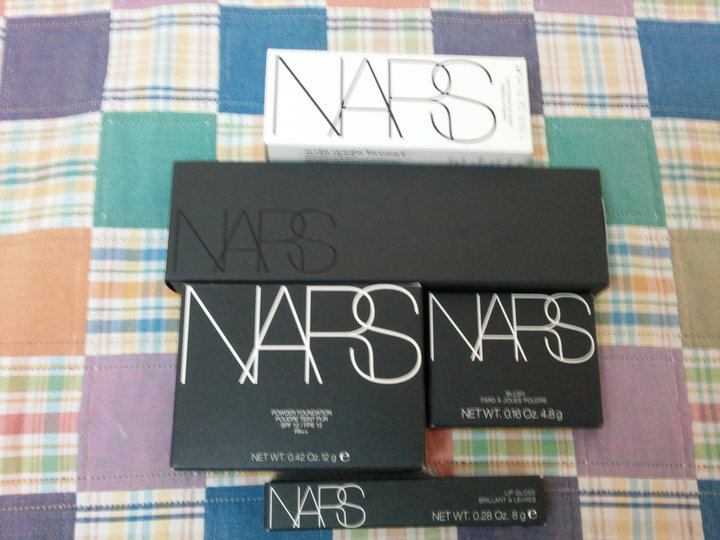 NARS
NARS
NARS
POWDER FOUNDATION
POUDRE TEINT PUR
SPF 12 / FPS 12
PA++
NET WT. 0.42 Oz. 12 g e
NARS
BLUSH
FARD À JOUES POUDRE
NET WT. 0.16 Oz. 4.8 g
NARS
LIP GLOSS
BRILLANT À LÈVRES
NET WT. 0.28 Oz. 8 g e